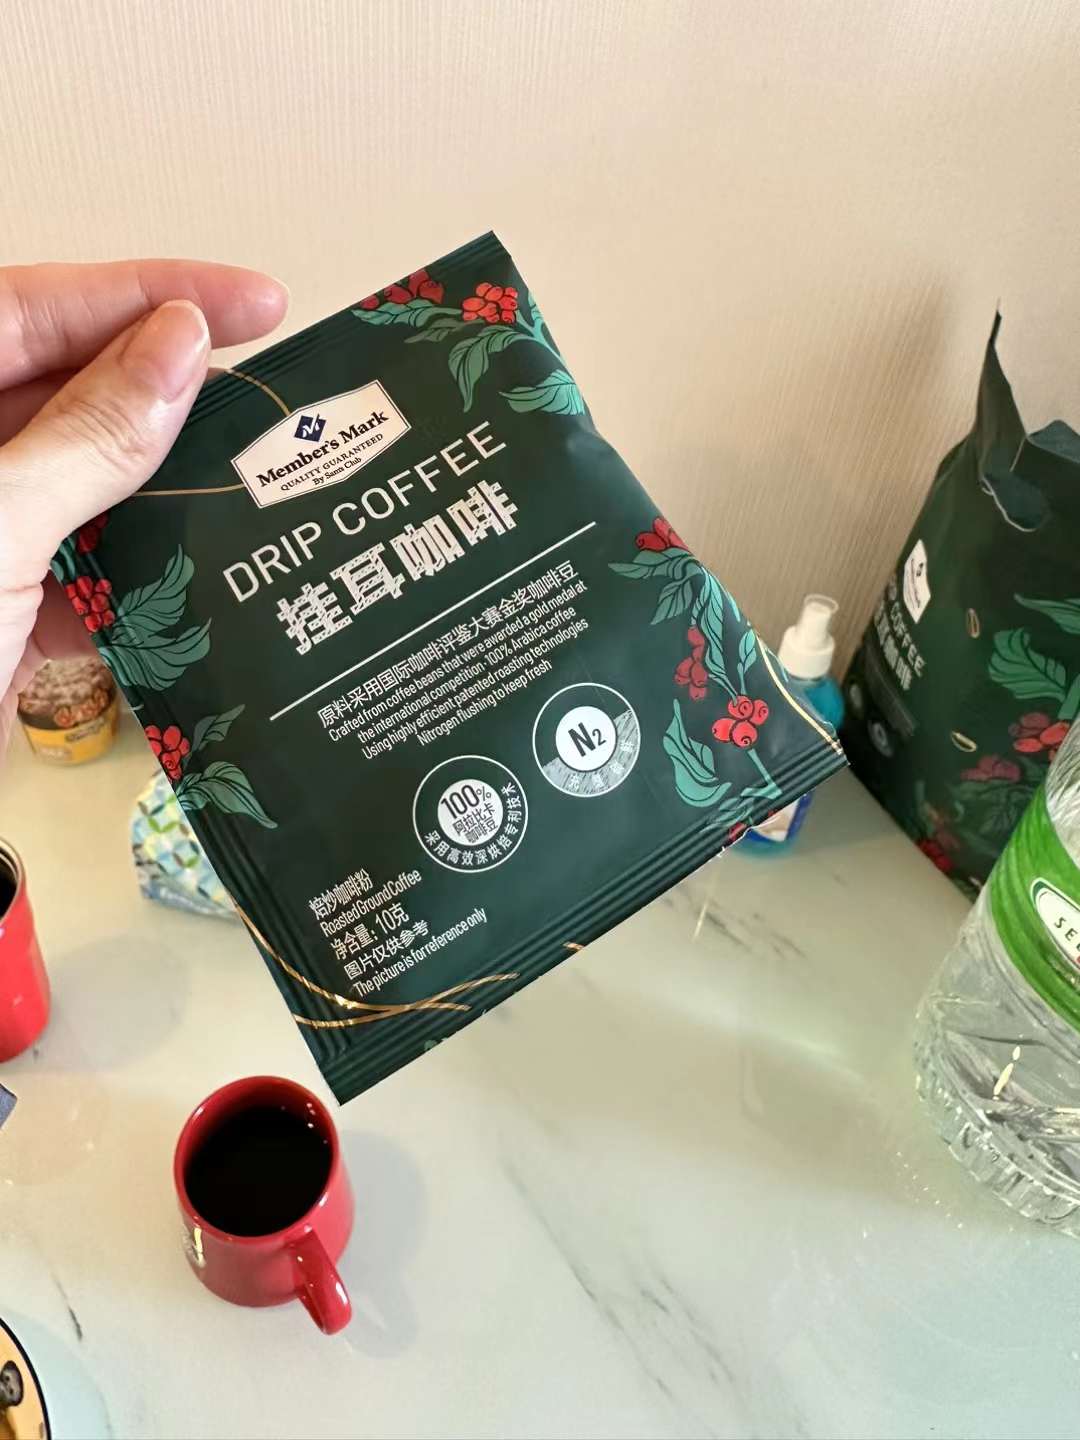 Member's Mark
QUALITY GUARANTEED
By Sam's Club
DRIP COFFEE
挂耳咖啡
原料采用国际咖啡评鉴大赛金奖咖啡豆
Crafted from coffee beans that were awarded a gold medal at
the international competition·100% Arabica coffee
Using highly efficient patented roasting technologies
Nitrogen flushing to keep fresh
N2
100%
阿拉比卡
咖啡豆
采用高效深烘焙专利技术
焙炒咖啡粉
Roasted Ground Coffee
净含量: 10克
图片仅供参考
The picture is for reference only
COFFEE
咖啡
SEL